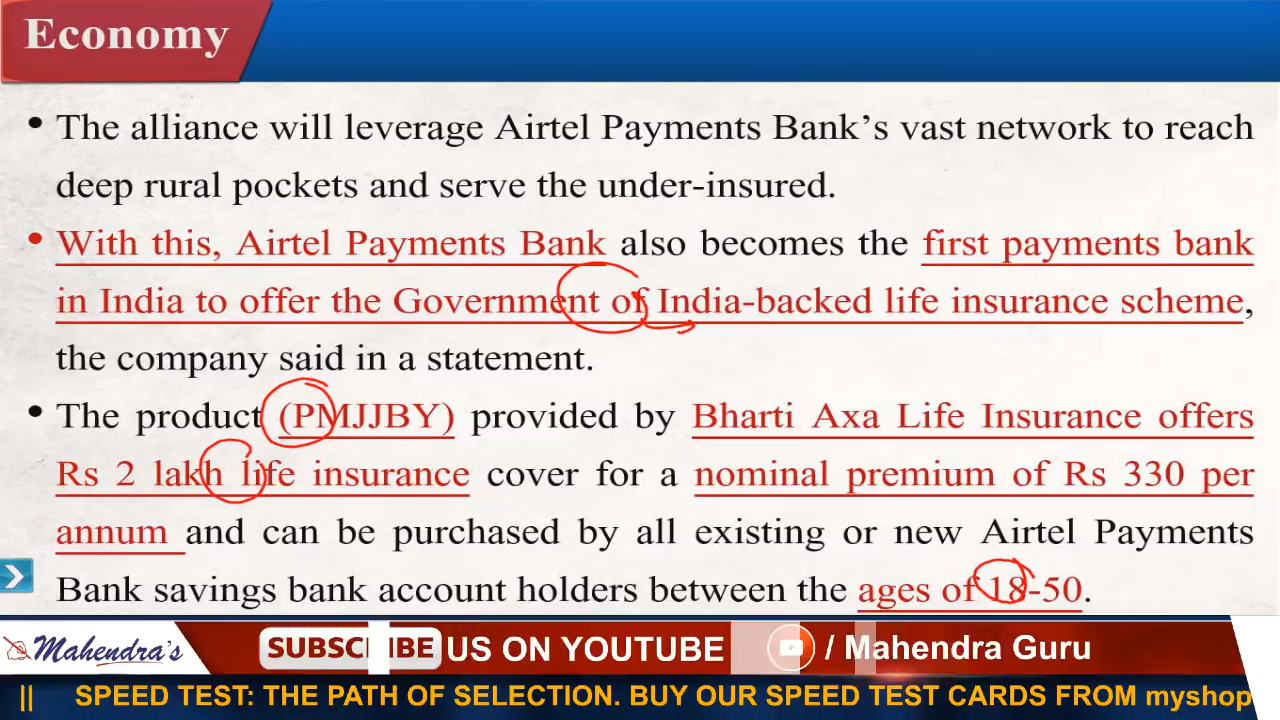 Economy
• The alliance will leverage Airtel Payments Bank’s vast network to reach
deep rural pockets and serve the under-insured.
• With this, Airtel Payments Bank also becomes the first payments bank
in India to offer the Government of India-backed life insurance scheme,
the company said in a statement.
• The product (PMJJBY) provided by Bharti Axa Life Insurance offers
Rs 2 lakh life insurance cover for a nominal premium of Rs 330 per
annum and can be purchased by all existing or new Airtel Payments
Bank savings bank account holders between the ages of 18-50.
Mahendra's
SUBSCRIBE US ON YOUTUBE / Mahendra Guru
|| SPEED TEST: THE PATH OF SELECTION. BUY OUR SPEED TEST CARDS FROM myshop